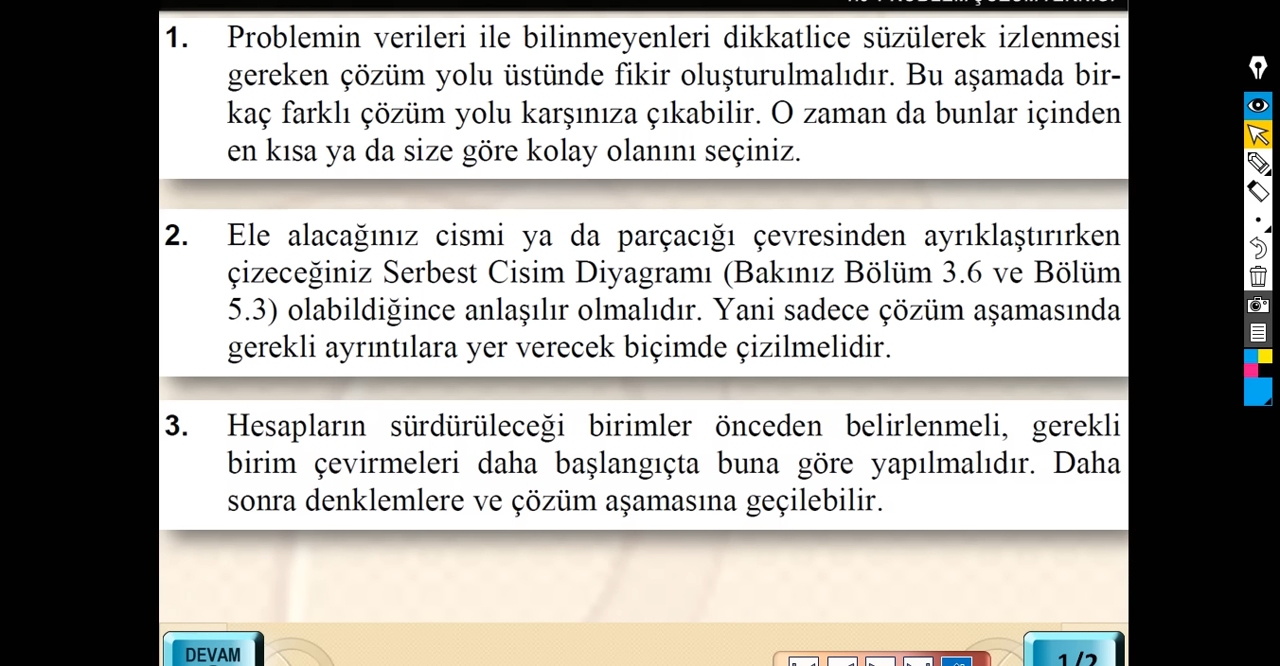 1. Problemin verileri ile bilinmeyenleri dikkatlice süzülerek izlenmesi
gereken çözüm yolu üstünde fikir oluşturulmalıdır. Bu aşamada bir-
kaç farklı çözüm yolu karşınıza çıkabilir. O zaman da bunlar içinden
en kısa ya da size göre kolay olanını seçiniz.
2. Ele alacağınız cismi ya da parçacığı çevresinden ayrıklaştırırken
çizeceğiniz Serbest Cisim Diyagramı (Bakınız Bölüm 3.6 ve Bölüm
5.3) olabildiğince anlaşılır olmalıdır. Yani sadece çözüm aşamasında
gerekli ayrıntılara yer verecek biçimde çizilmelidir.
3. Hesapların sürdürüleceği birimler önceden belirlenmeli, gerekli
birim çevirmeleri daha başlangıçta buna göre yapılmalıdır. Daha
sonra denklemlere ve çözüm aşamasına geçilebilir.
DEVAM
1/2